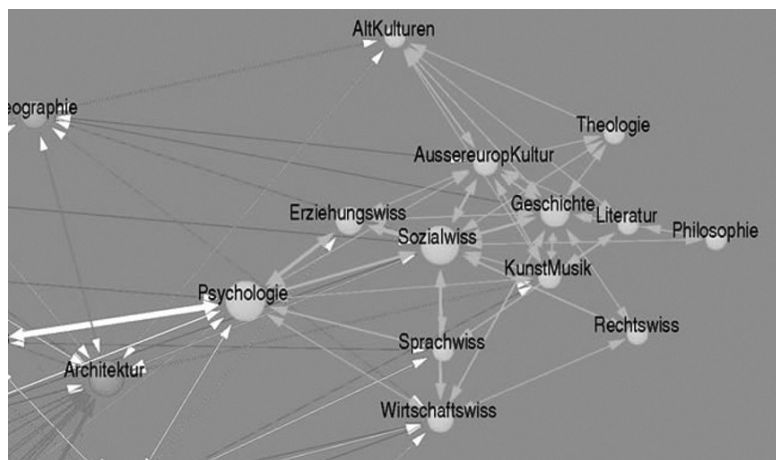 AltKulturen
eographie
Theologie
AussereuropKultur
Erziehungswiss
Geschichte
Literatur
Sozialwiss
Philosophie
KunstMusik
Psychologie
Rechtswiss
Sprachwiss
Architektur
Wirtschaftswiss